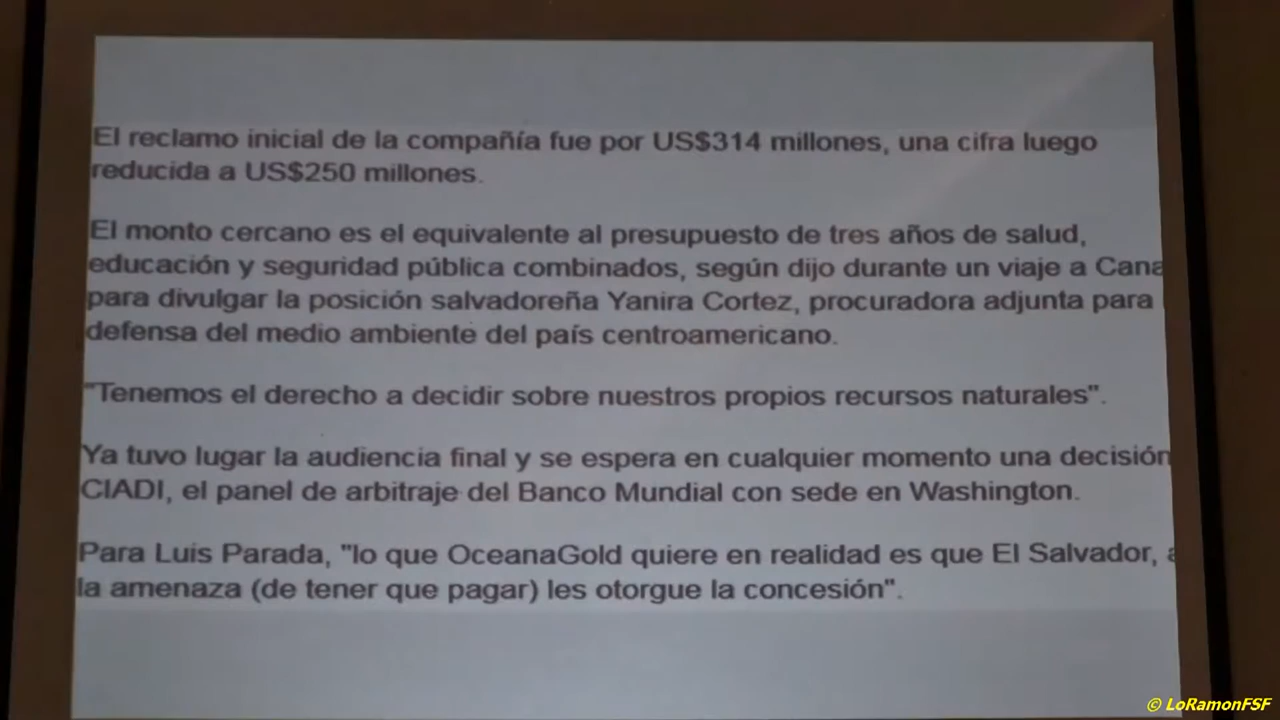 El reclamo inicial de la compañía fue por US$314 millones, una cifra luego
reducida a US$250 millones.
El monto cercano es el equivalente al presupuesto de tres años de salud,
educación y seguridad pública combinados, según dijo durante un viaje a Cana
para divulgar la posición salvadoreña Yanira Cortez, procuradora adjunta para
defensa del medio ambiente del país centroamericano.
"Tenemos el derecho a decidir sobre nuestros propios recursos naturales".
Ya tuvo lugar la audiencia final y se espera en cualquier momento una decisión
CIADI, el panel de arbitraje del Banco Mundial con sede en Washington.
Para Luis Parada, "lo que OceanaGold quiere en realidad es que El Salvador,
la amenaza (de tener que pagar) les otorgue la concesión".
© LoRamonFSF